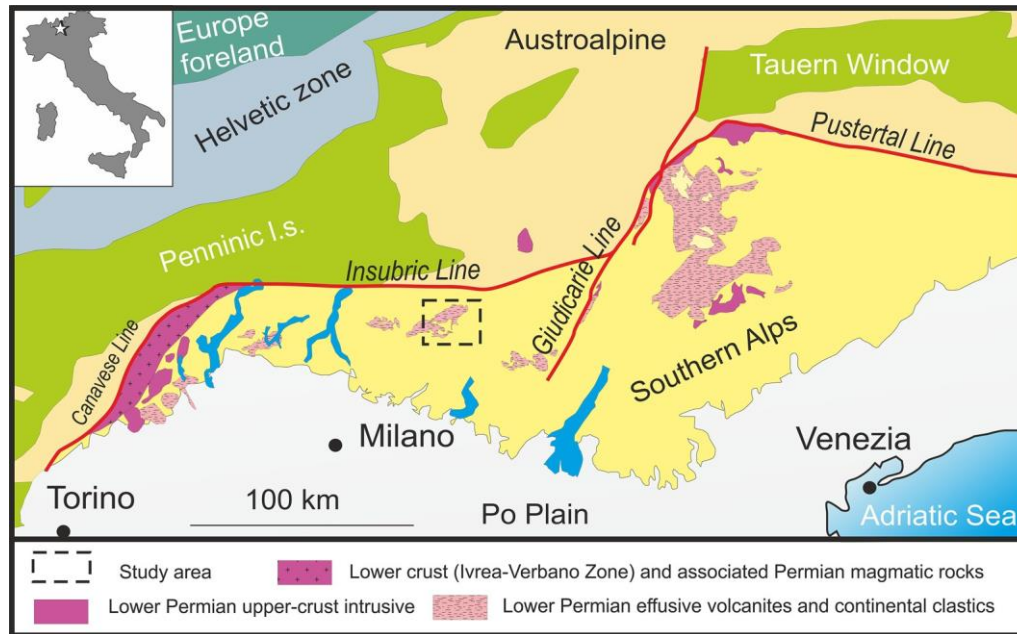 Europe
foreland
Helvetic zone
Austroalpine
Tauern Window
Pustertal Line
Penninic l.s.
Insubric Line
Giudicarie Line
Canavese Line
Southern Alps
Milano
Venezia
Torino
100 km
Po Plain
Adriatic Sea
Study area
Lower crust (Ivrea-Verbano Zone) and associated Permian magmatic rocks
Lower Permian upper-crust intrusive
Lower Permian effusive volcanites and continental clastics